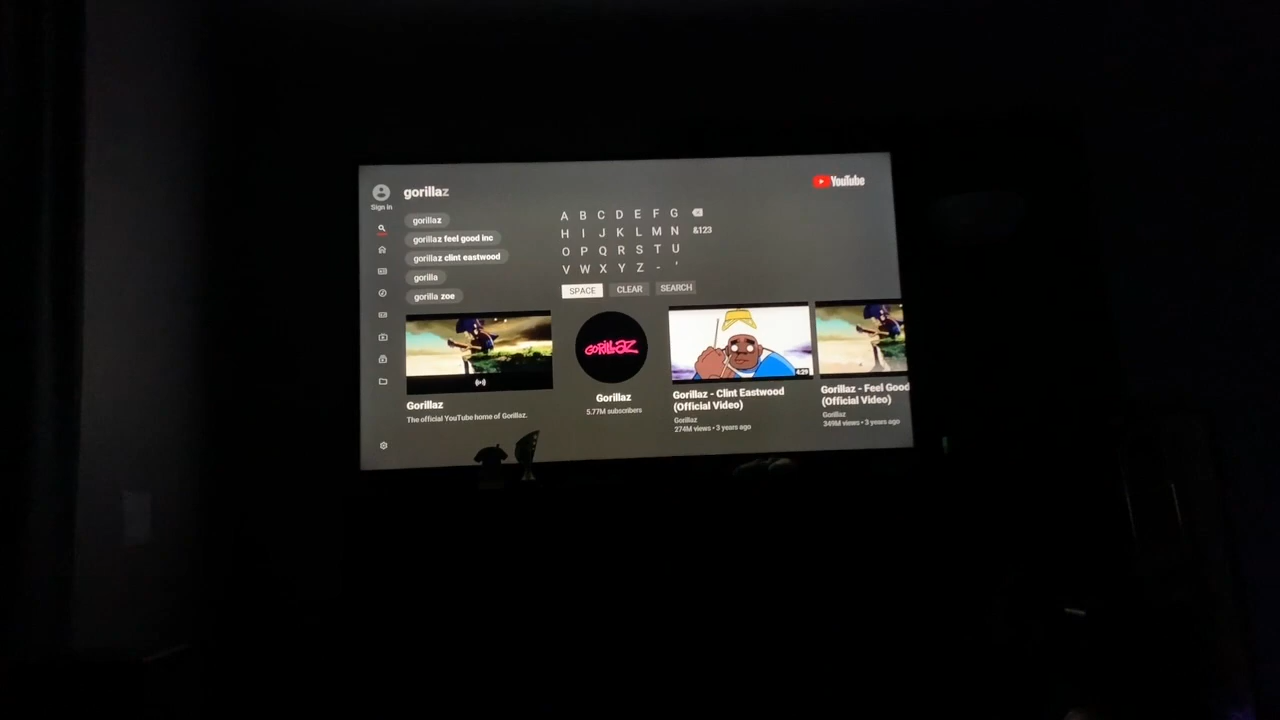 gorillaz
YouTube
Sign in
gorillaz
gorillaz feel good inc
gorillaz clint eastwood
gorilla
gorilla zoe
A B C D E F G
H I J K L M N &123
O P Q R S T U
V W X Y Z - '
SPACE CLEAR SEARCH
GORILLAZ
4:29
Gorillaz
The official YouTube home of Gorillaz.
Gorillaz
5.77M subscribers
Gorillaz - Clint Eastwood
(Official Video)
Gorillaz
274M views • 3 years ago
Gorillaz - Feel Good
(Official Video)
Gorillaz
349M views • 3 years ago